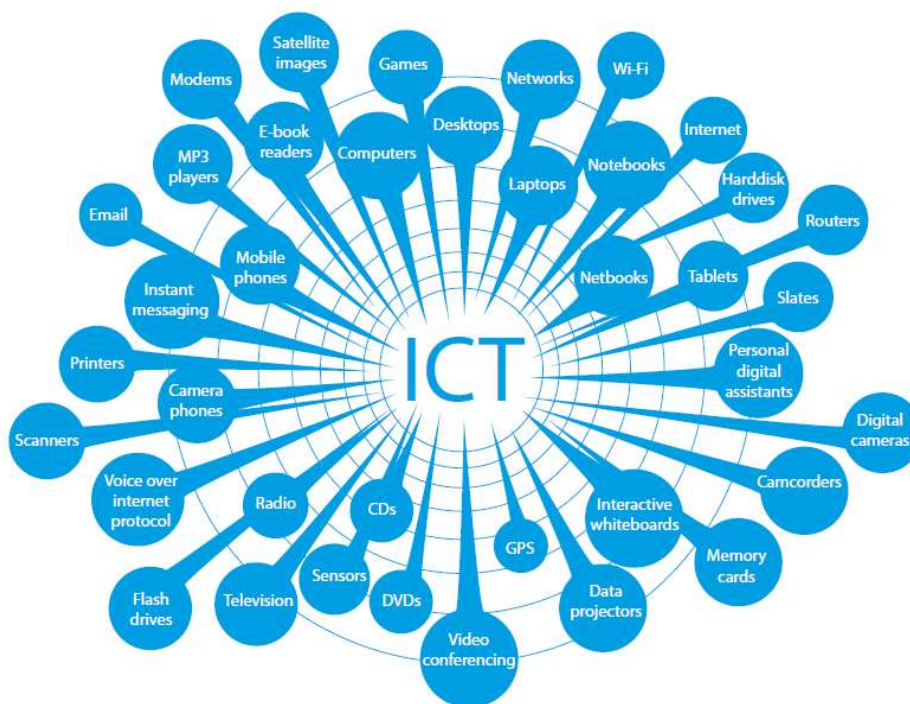 Satellite
images
Games
Modems
Networks
Wi-Fi
E-book
readers
Computers
Desktops
Internet
MP3
players
Laptops
Notebooks
Harddisk
drives
Email
Mobile
phones
Netbooks
Tablets
Routers
Instant
messaging
Slates
ICT
Printers
Personal
digital
assistants
Camera
phones
Scanners
Digital
cameras
Voice over
internet
protocol
Radio
CDs
GPS
Interactive
whiteboards
Camcorders
Memory
cards
Flash
drives
Television
Sensors
DVDs
Video
conferencing
Data
projectors